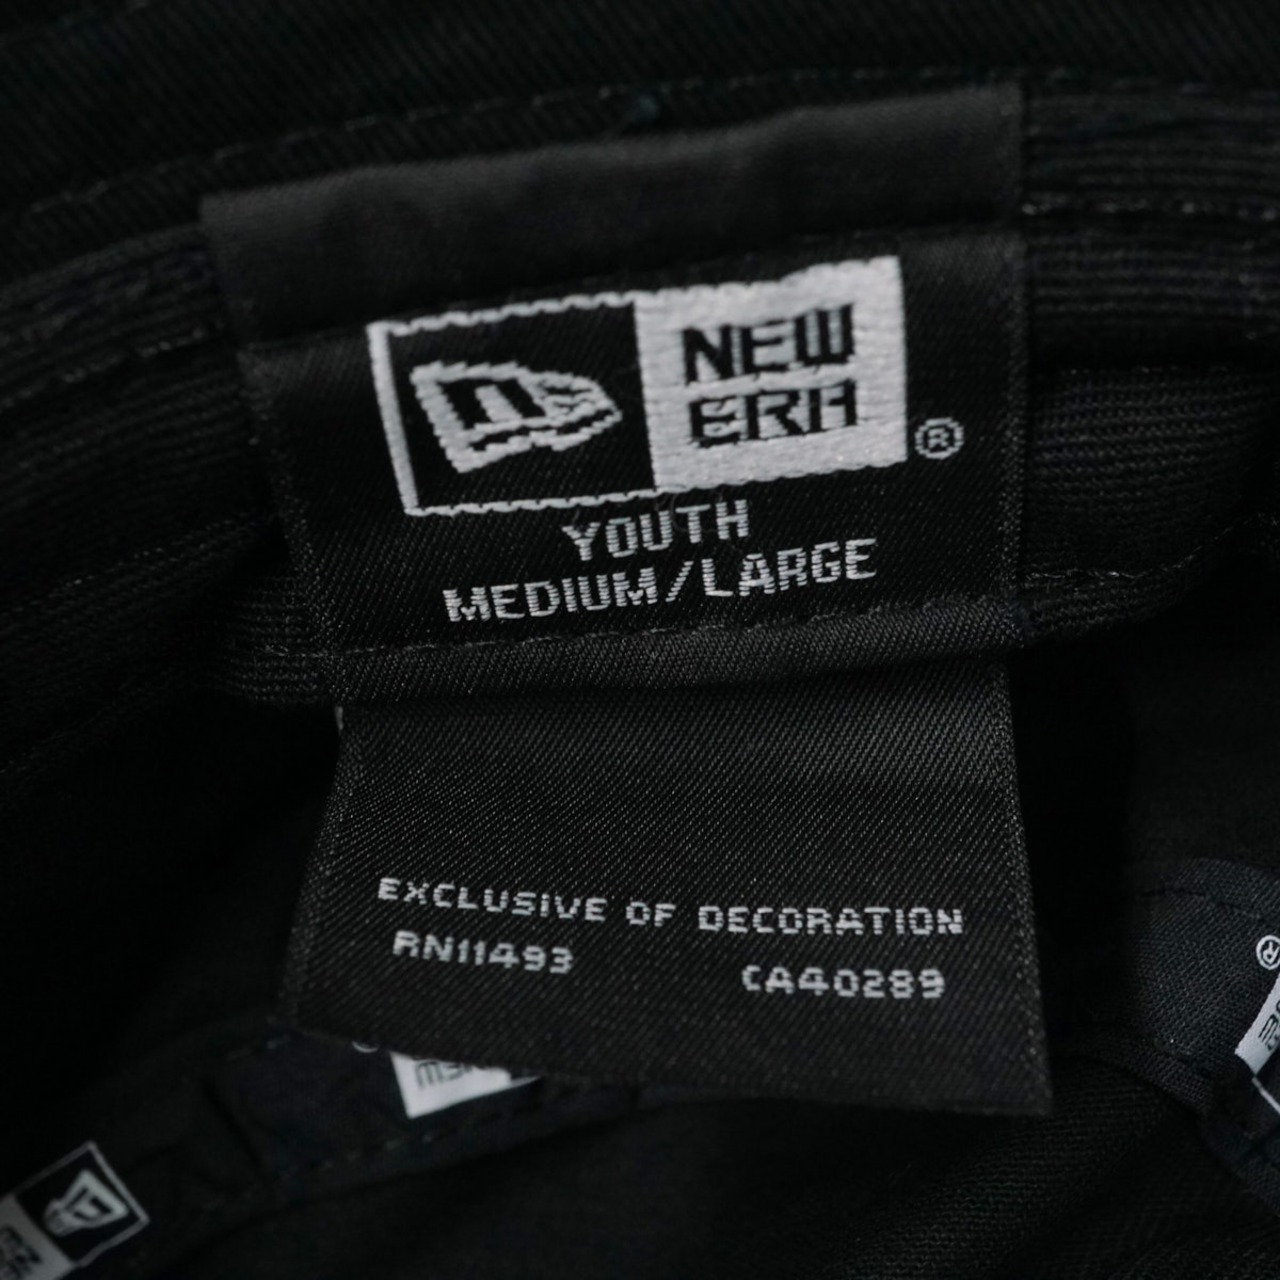 NEW
ERA
®
YOUTH
MEDIUM/LARGE
EXCLUSIVE OF DECORATION
RN11493
CA40289
®